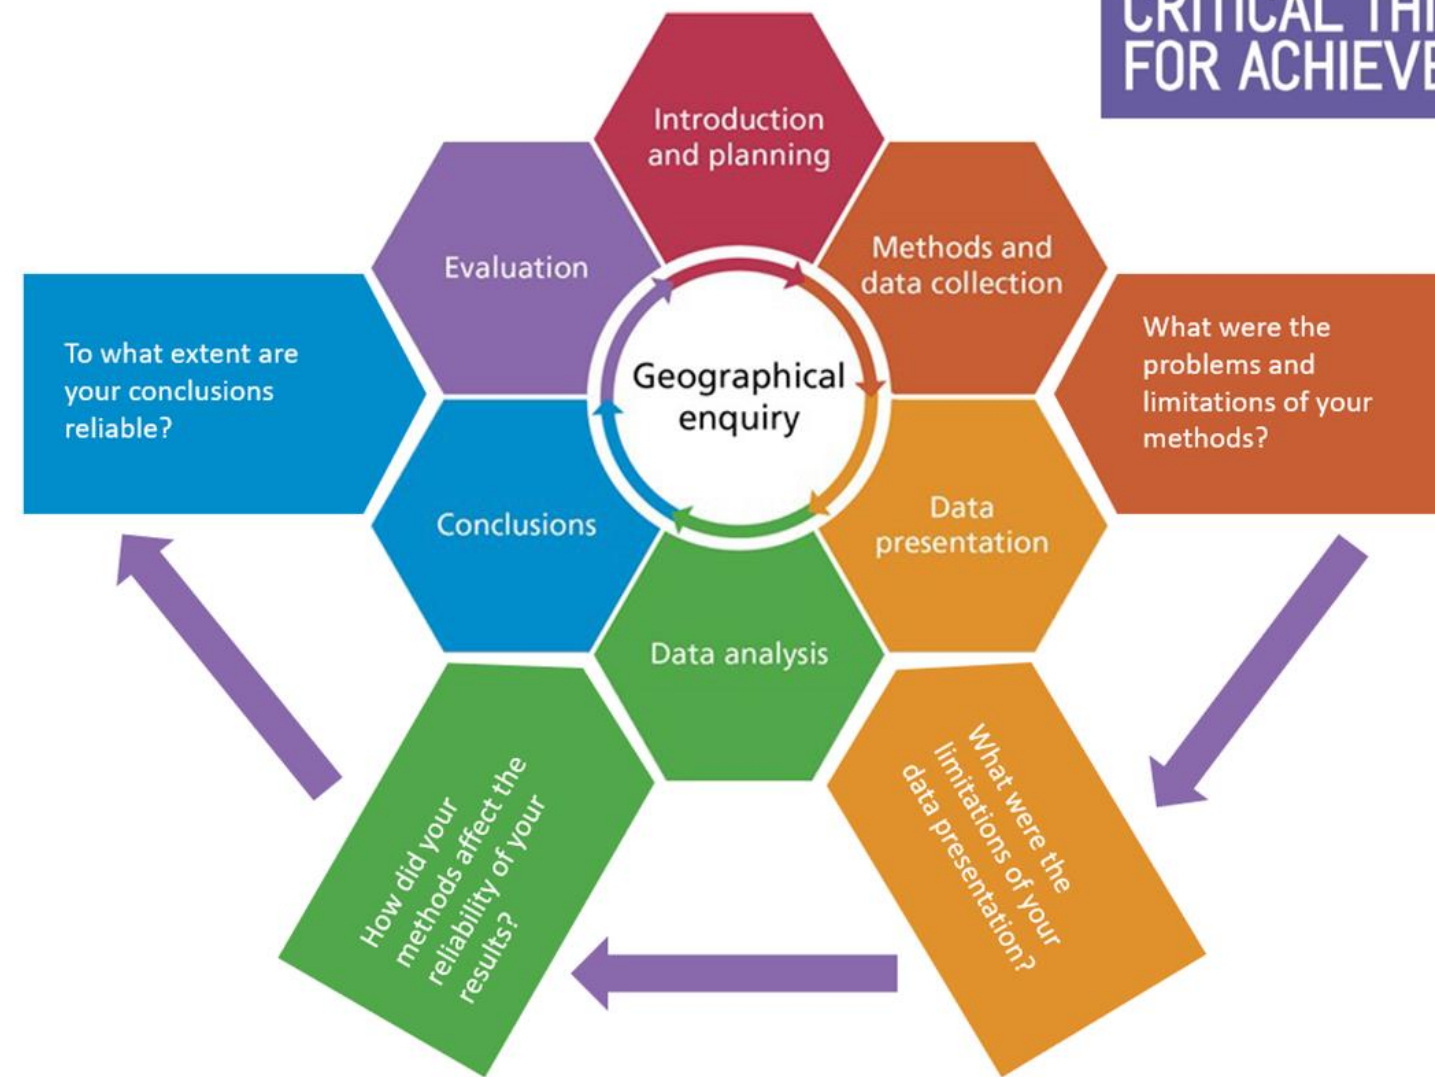 CRITICAL
FOR
Introduction
and planning
Methods and
data collection
Evaluation
Geographical
enquiry
To what extent are
your conclusions
reliable?
What were the
problems and
limitations of your
methods?
Conclusions
Data
presentation
Data analysis
How did your
methods affect the
reliability of your
results?
What were the
limitations of your
data presentation?